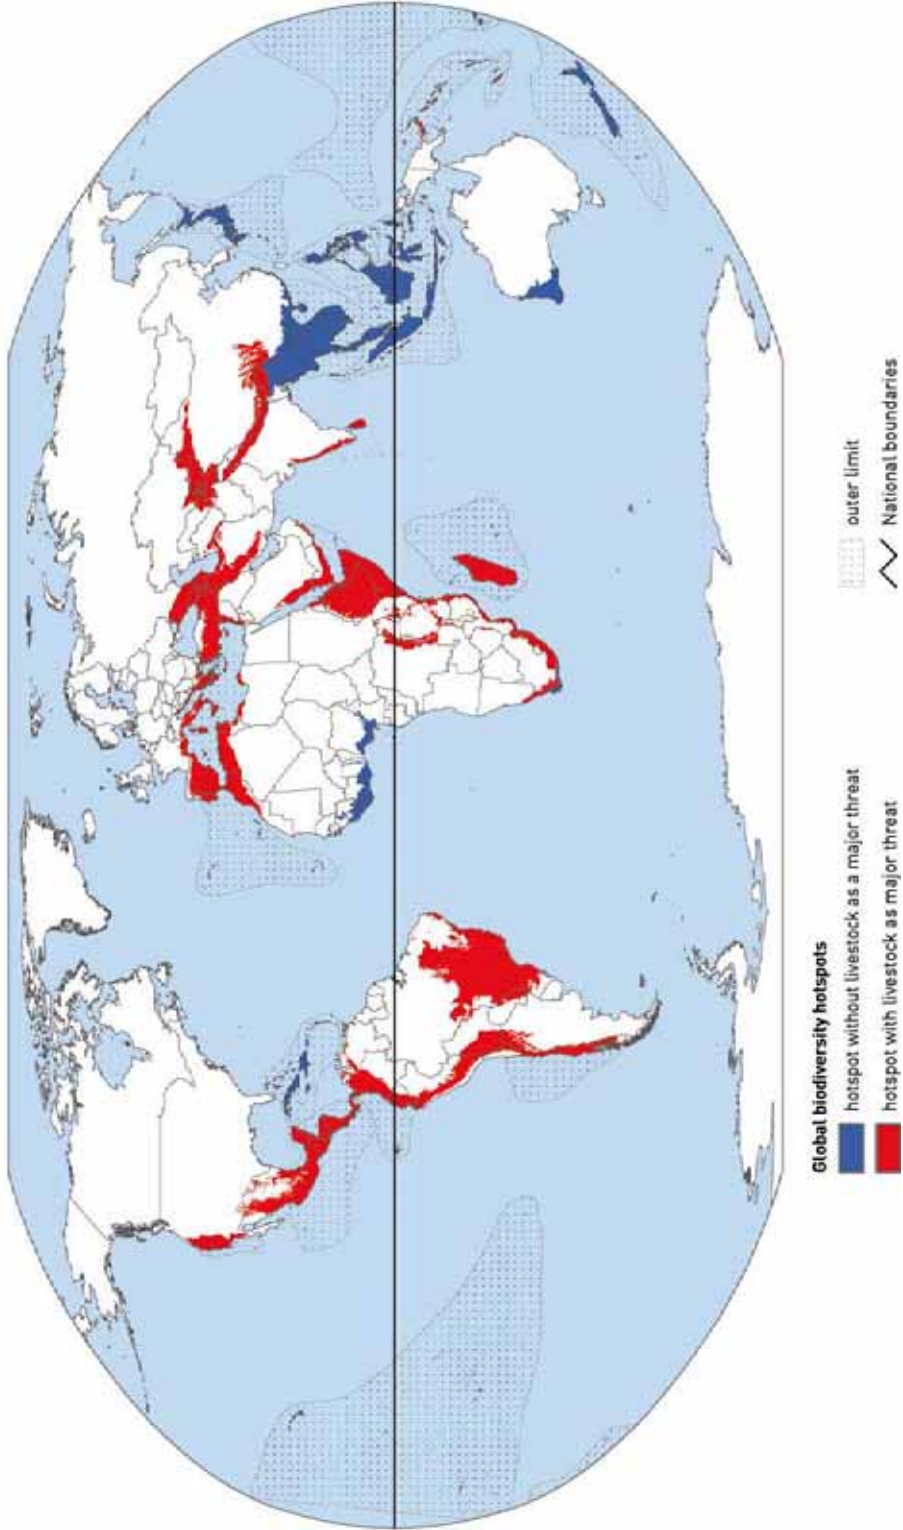 Global biodiversity hotspots
hotspot without livestock as a major threat
hotspot with livestock as major threat
outer limit
National boundaries